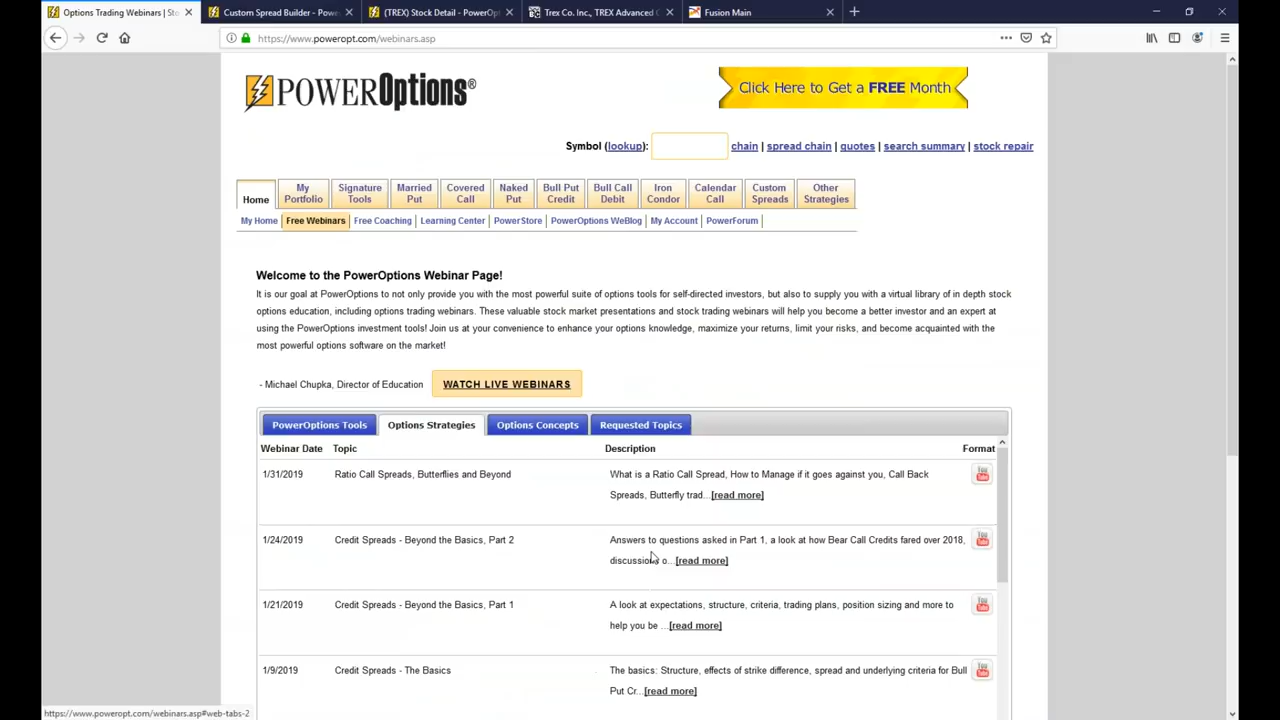 Options Trading Webinars | Sto
Custom Spread Builder - Powe
(TREX) Stock Detail - PowerOpt
Trex Co. Inc., TREX Advanced C
Fusion Main
https://www.poweropt.com/webinars.asp
POWEROptions®
Click Here to Get a FREE Month
Symbol (lookup): chain | spread chain | quotes | search summary | stock repair
Home
My Portfolio
Signature Tools
Married Put
Covered Call
Naked Put
Bull Put Credit
Bull Call Debit
Iron Condor
Calendar Call
Custom Spreads
Other Strategies
My Home | Free Webinars | Free Coaching | Learning Center | PowerStore | PowerOptions WeBlog | My Account | PowerForum |
Welcome to the PowerOptions Webinar Page!
It is our goal at PowerOptions to not only provide you with the most powerful suite of options tools for self-directed investors, but also to supply you with a virtual library of in depth stock
options education, including options trading webinars. These valuable stock market presentations and stock trading webinars will help you become a better investor and an expert at
using the PowerOptions investment tools! Join us at your convenience to enhance your options knowledge, maximize your returns, limit your risks, and become acquainted with the
most powerful options software on the market!
- Michael Chupka, Director of Education WATCH LIVE WEBINARS
PowerOptions Tools Options Strategies Options Concepts Requested Topics
Webinar Date Topic Description Format
1/31/2019 Ratio Call Spreads, Butterflies and Beyond What is a Ratio Call Spread, How to Manage if it goes against you, Call Back
Spreads, Butterfly trad...[read more]
You Tube
1/24/2019 Credit Spreads - Beyond the Basics, Part 2 Answers to questions asked in Part 1, a look at how Bear Call Credits fared over 2018,
discussions o...[read more]
You Tube
1/21/2019 Credit Spreads - Beyond the Basics, Part 1 A look at expectations, structure, criteria, trading plans, position sizing and more to
help you be ...[read more]
You Tube
1/9/2019 Credit Spreads - The Basics The basics: Structure, effects of strike difference, spread and underlying criteria for Bull
Put Cr...[read more]
You Tube
https://www.poweropt.com/webinars.asp#web-tabs-2